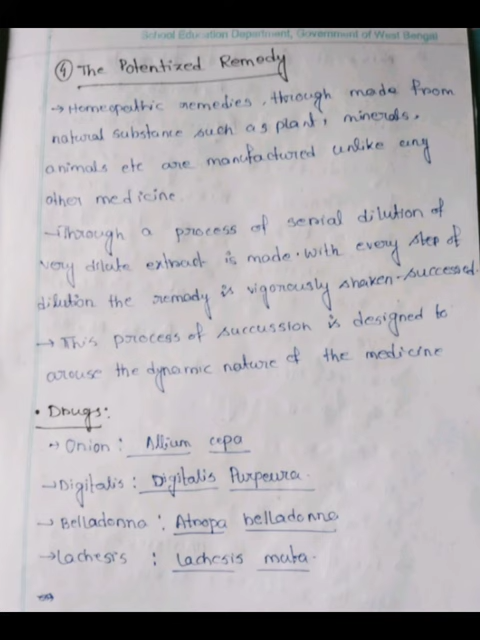 School Education Department, Government of West Bengal
④ The Potentized Remedy
→ Homeopathic remedies, through made from
natural substance such as plant, minerals,
animals etc are manufactured unlike any
other medicine.
→ Through a process of serial dilution of
very dilute extract is made. with every step of
dilution the remedy is vigorously shaken - succussed.
→ This process of succussion is designed to
arouse the dynamic nature of the medicine
• Drugs:
→ Onion: Allium cepa
→ Digitalis: Digitalis Purpeura.
→ Belladonna: Atropa belladonna
→ Lachesis : Lachesis muta.